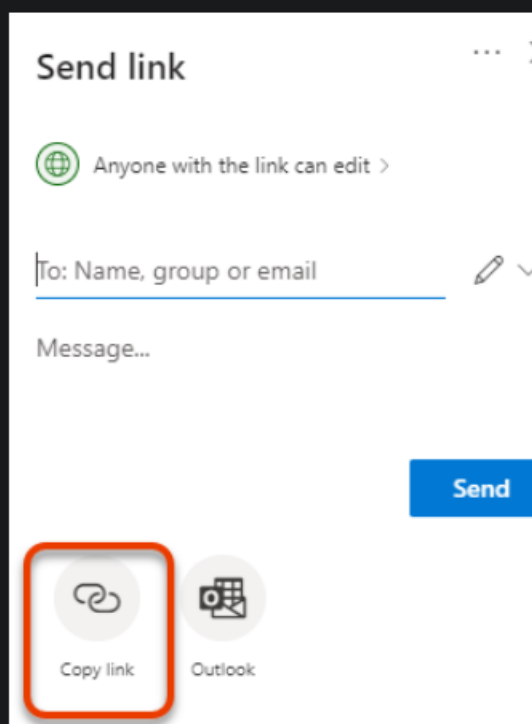 Send link
Anyone with the link can edit
To: Name, group or email
Message...
Send
Copy link
Outlook